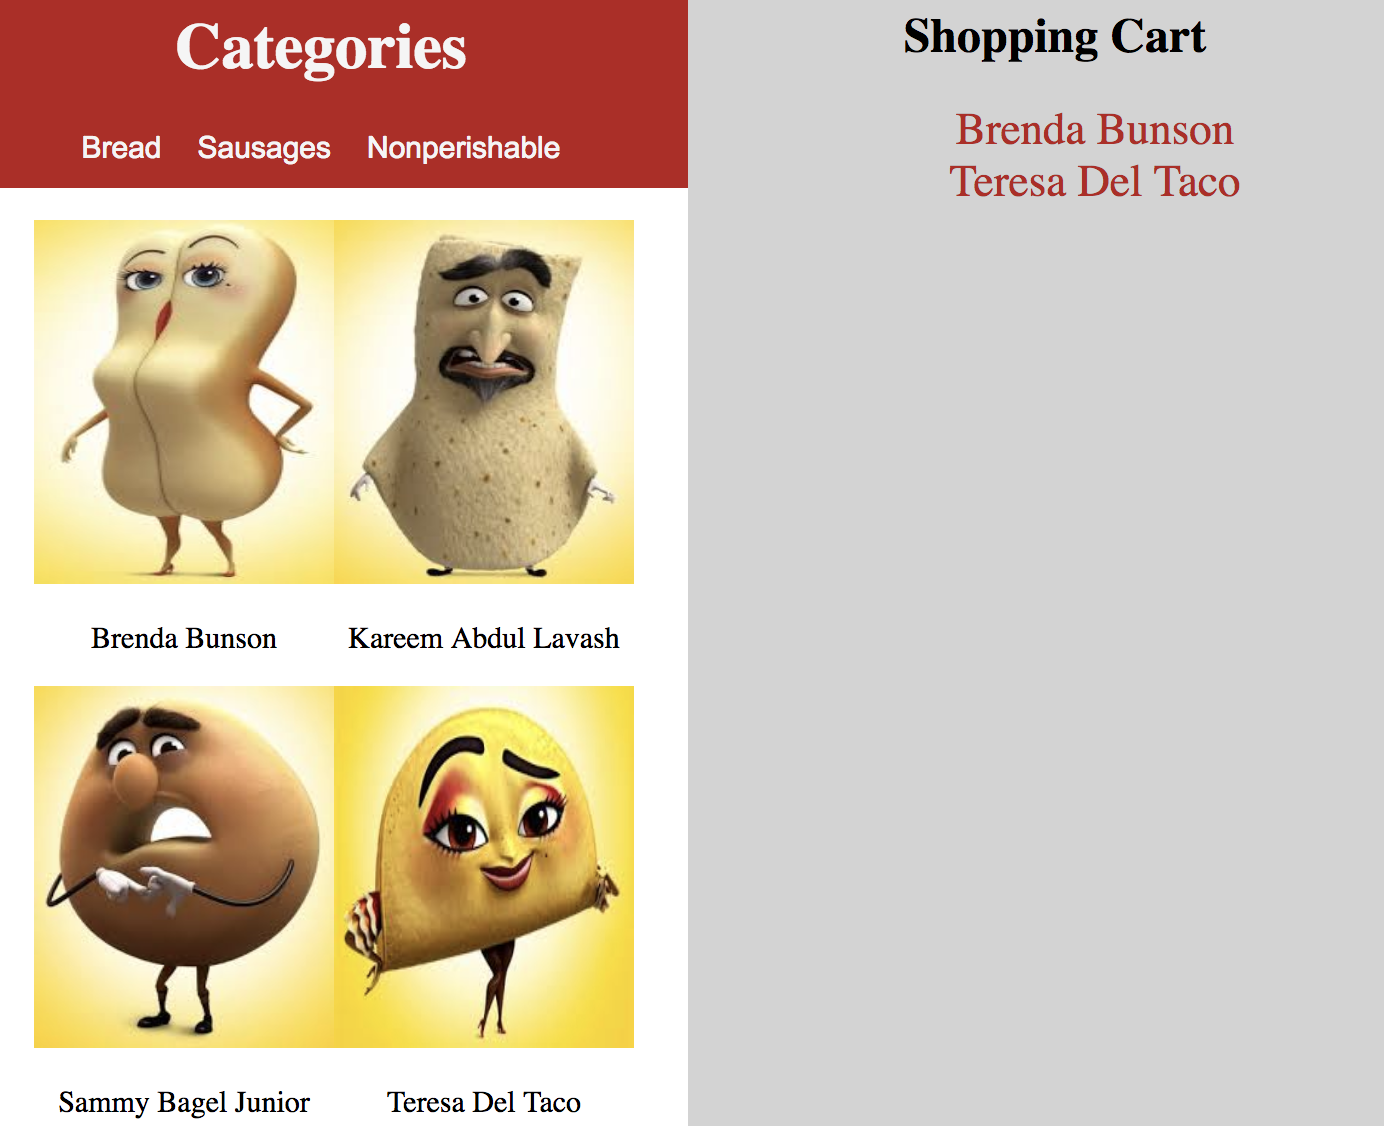 Categories
Bread Sausages Nonperishable
Brenda Bunson Kareem Abdul Lavash
Sammy Bagel Junior Teresa Del Taco
Shopping Cart
Brenda Bunson
Teresa Del Taco